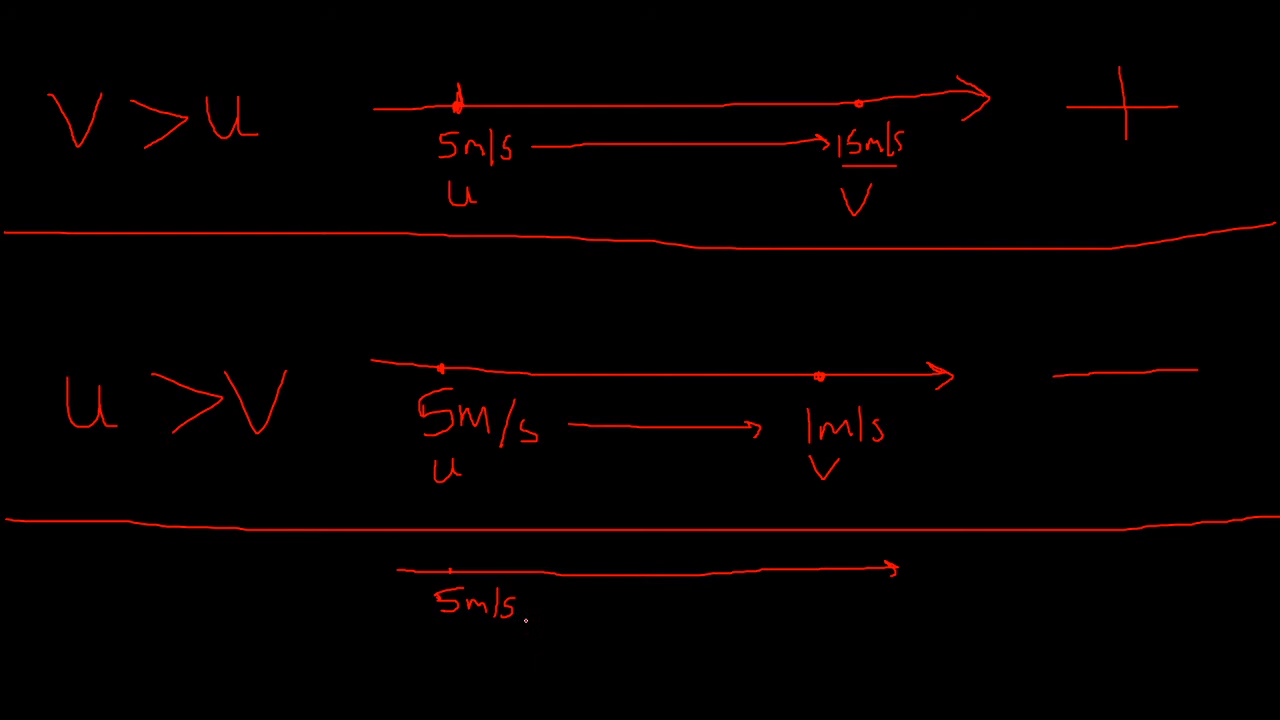 V > u
5m/s
15m/s
+
u
V
u > V
5m/s
1m/s
—
u
V
5m/s